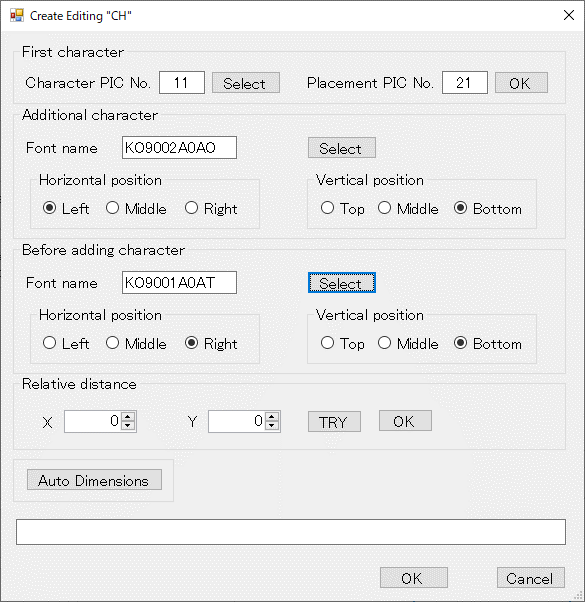 Create Editing "CH"
First character
Character PIC No. 11 Select Placement PIC No. 21 OK
Additional character
Font name KO9002A0AO Select
Horizontal position Vertical position
Left Middle Right Top Middle Bottom
Before adding character
Font name KO9001A0AT Select
Horizontal position Vertical position
Left Middle Right Top Middle Bottom
Relative distance
X 0 Y 0 TRY OK
Auto Dimensions
OK Cancel